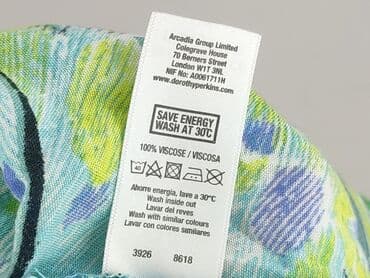 Arcadia Group Limited
Colegrave House
70 Berners Street
London W1T 3NL
NIF No: A0061711H
www.dorothyperkins.com
SAVE ENERGY
WASH AT 30°C
100% VISCOSE / VISCOSA
Ahorre energía, lave a 30°C
Wash inside out
Lavar del reves
Wash with similar colours
Lavar con colores similares
3926 8618